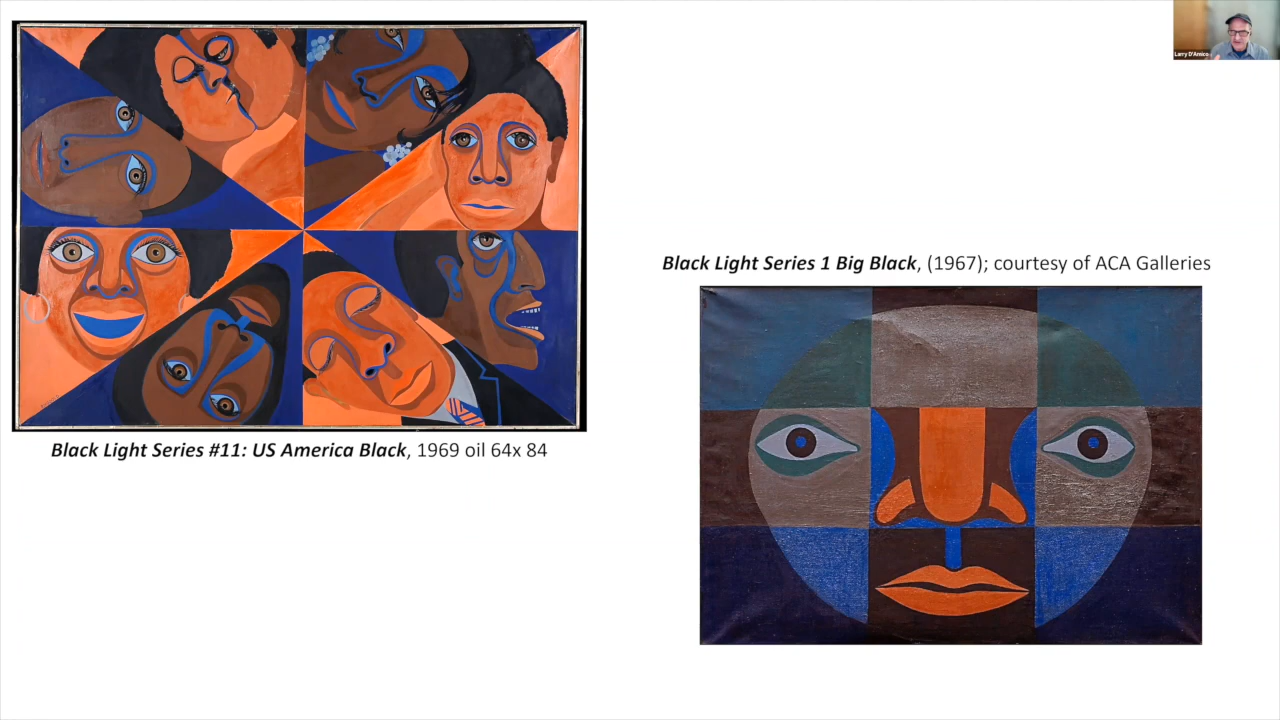 Larry D'Amico
Black Light Series 1 Big Black, (1967); courtesy of ACA Galleries
Black Light Series #11: US America Black, 1969 oil 64x 84